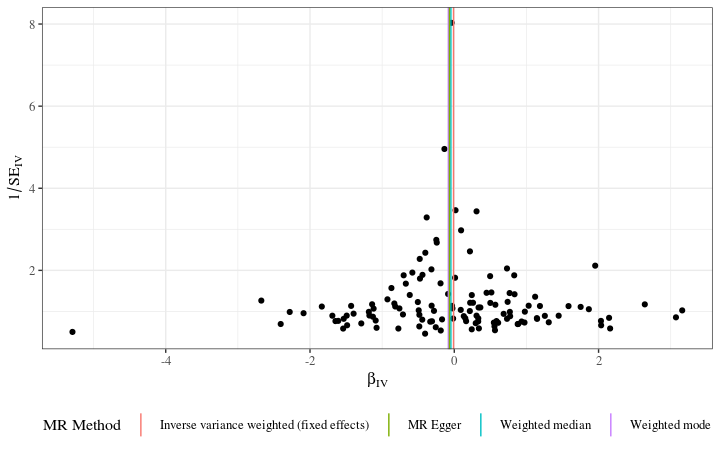 8
6
4
2
1/SE_IV
-4
-2
0
2
β_IV
MR Method Inverse variance weighted (fixed effects) MR Egger Weighted median Weighted mode